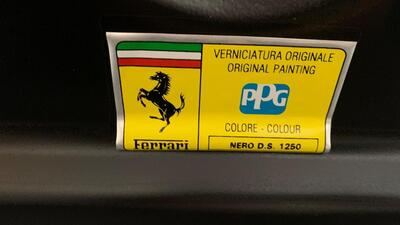 VERNICIATURA ORIGINALE
ORIGINAL PAINTING
PPG
COLORE - COLOUR
Ferrari
NERO D.S. 1250